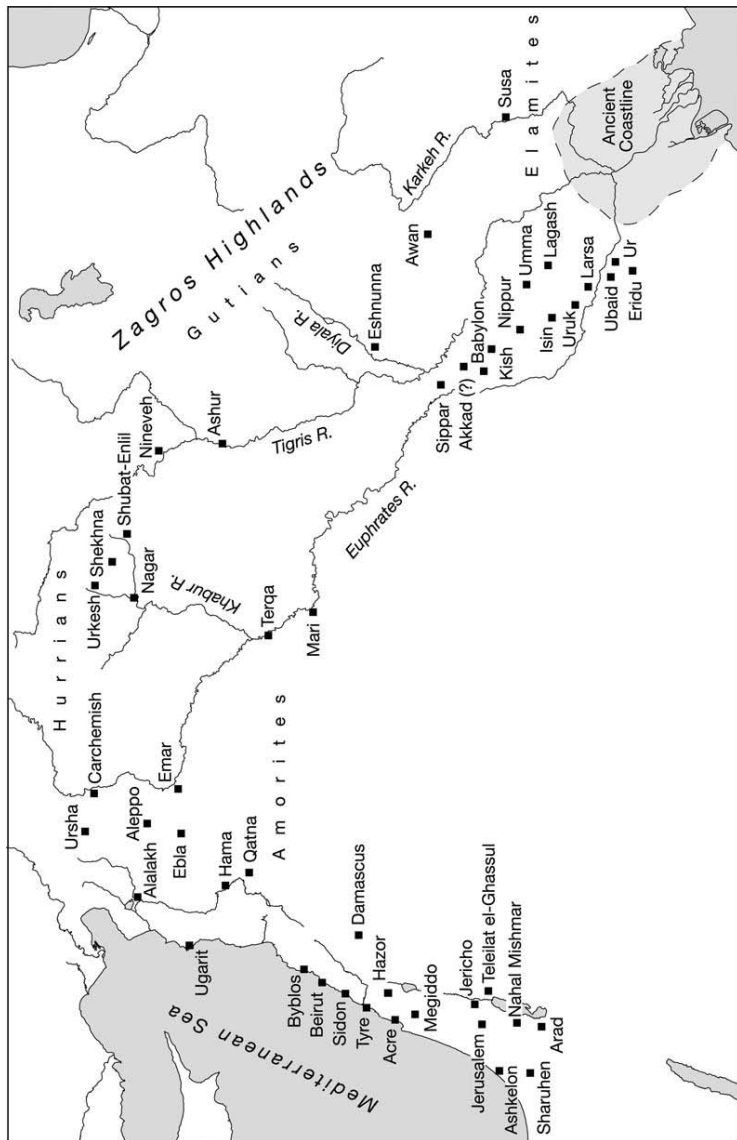 Mediterranean Sea
Hurrians
Amorites
Zagros Highlands
Gutians
Elamites
Ancient
Coastline
Ursha
Carchemish
Alalakh
Aleppo
Ebla
Emar
Ugarit
Hama
Qatna
Byblos
Beirut
Sidon
Tyre
Acre
Damascus
Hazor
Megiddo
Jericho
Teleilat el-Ghassul
Jerusalem
Nahal Mishmar
Ashkelon
Arad
Sharuhen
Urkesh
Shekhna
Shubat-Enlil
Nagar
Khabur R.
Terqa
Mari
Nineveh
Ashur
Tigris R.
Euphrates R.
Diyala R.
Eshnunna
Awan
Karkeh R.
Susa
Sippar
Akkad (?)
Babylon
Kish
Nippur
Umma
Lagash
Isin
Uruk
Larsa
Ubaid
Ur
Eridu